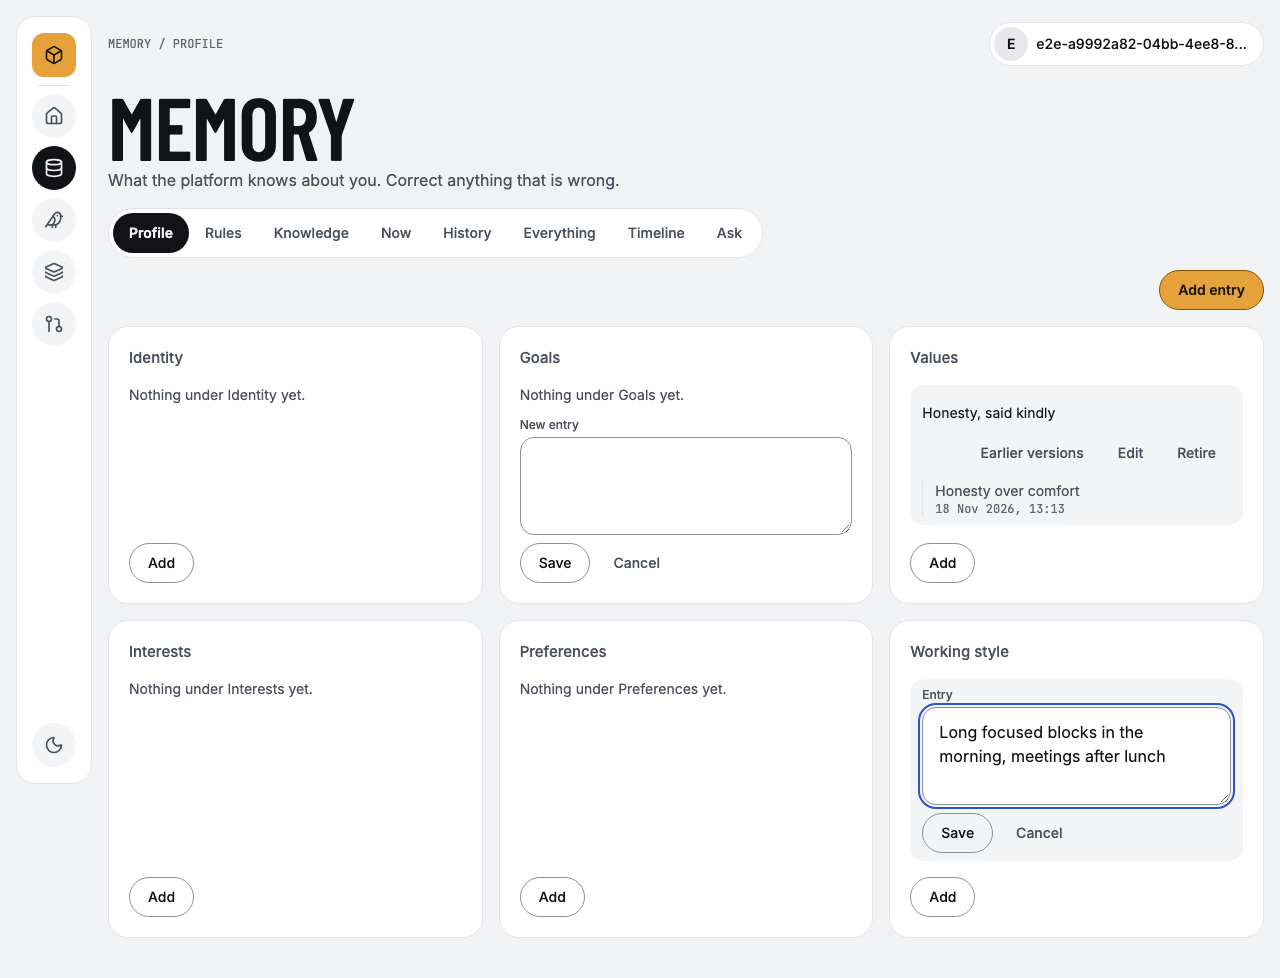 MEMORY / PROFILE
E
e2e-a9992a82-04bb-4ee8-8...
MEMORY
What the platform knows about you. Correct anything that is wrong.
Profile
Rules
Knowledge
Now
History
Everything
Timeline
Ask
Add entry
Identity
Nothing under Identity yet.
Add
Goals
Nothing under Goals yet.
New entry
Save
Cancel
Values
Honesty, said kindly
Earlier versions
Edit
Retire
Honesty over comfort
18 Nov 2026, 13:13
Add
Interests
Nothing under Interests yet.
Add
Preferences
Nothing under Preferences yet.
Add
Working style
Entry
Long focused blocks in the
morning, meetings after lunch
Save
Cancel
Add